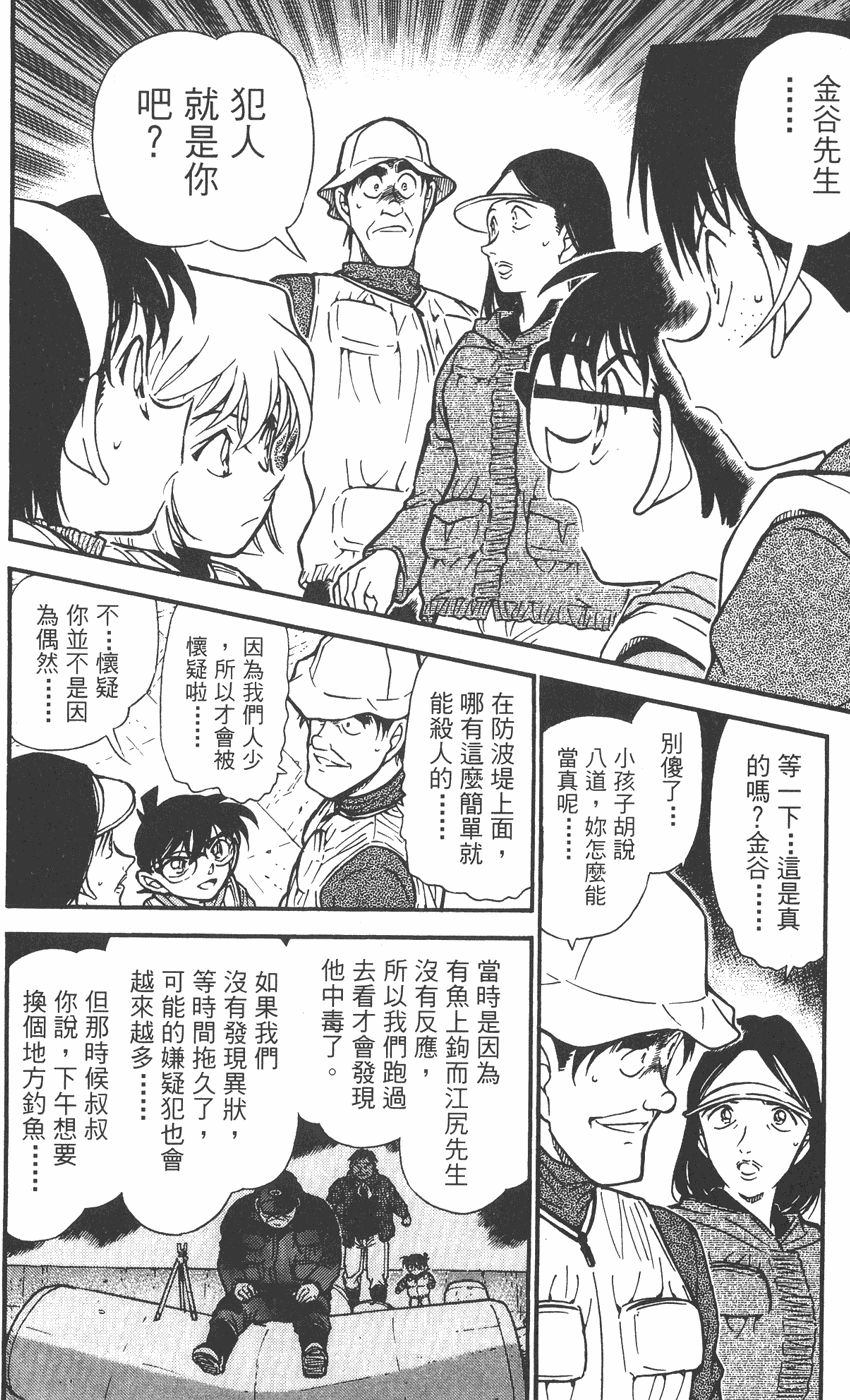 金谷先生
……
犯人
就是你
吧？
等一下…這是真
的嗎？金谷……
別傻了…
小孩子胡說
八道，妳怎麼能
當真呢……
在防波堤上面，
哪有這麼簡單就
能殺人的……
因為我們人少
，所以才會被
懷疑啦……
不…懷疑
你並不是因
為偶然……
當時是因為
有魚上鉤而江尻先生
沒有反應，
所以我們跑過
去看才會發現
他中毒了。
如果我們
沒有發現異狀，
等時間拖久了，
可能的嫌疑犯也會
越來越多……
但那時候叔叔
你說，下午想要
換個地方釣魚……